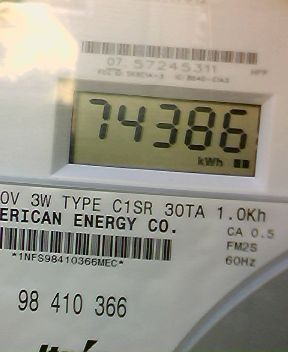 07. 57245311
HPP
74386
kWh
0V 3W TYPE C1SR 30TA 1.0Kh
ERICAN ENERGY CO.
CA 0.5
FM2S
60Hz
*1NFS98410366MEC*
98 410 366